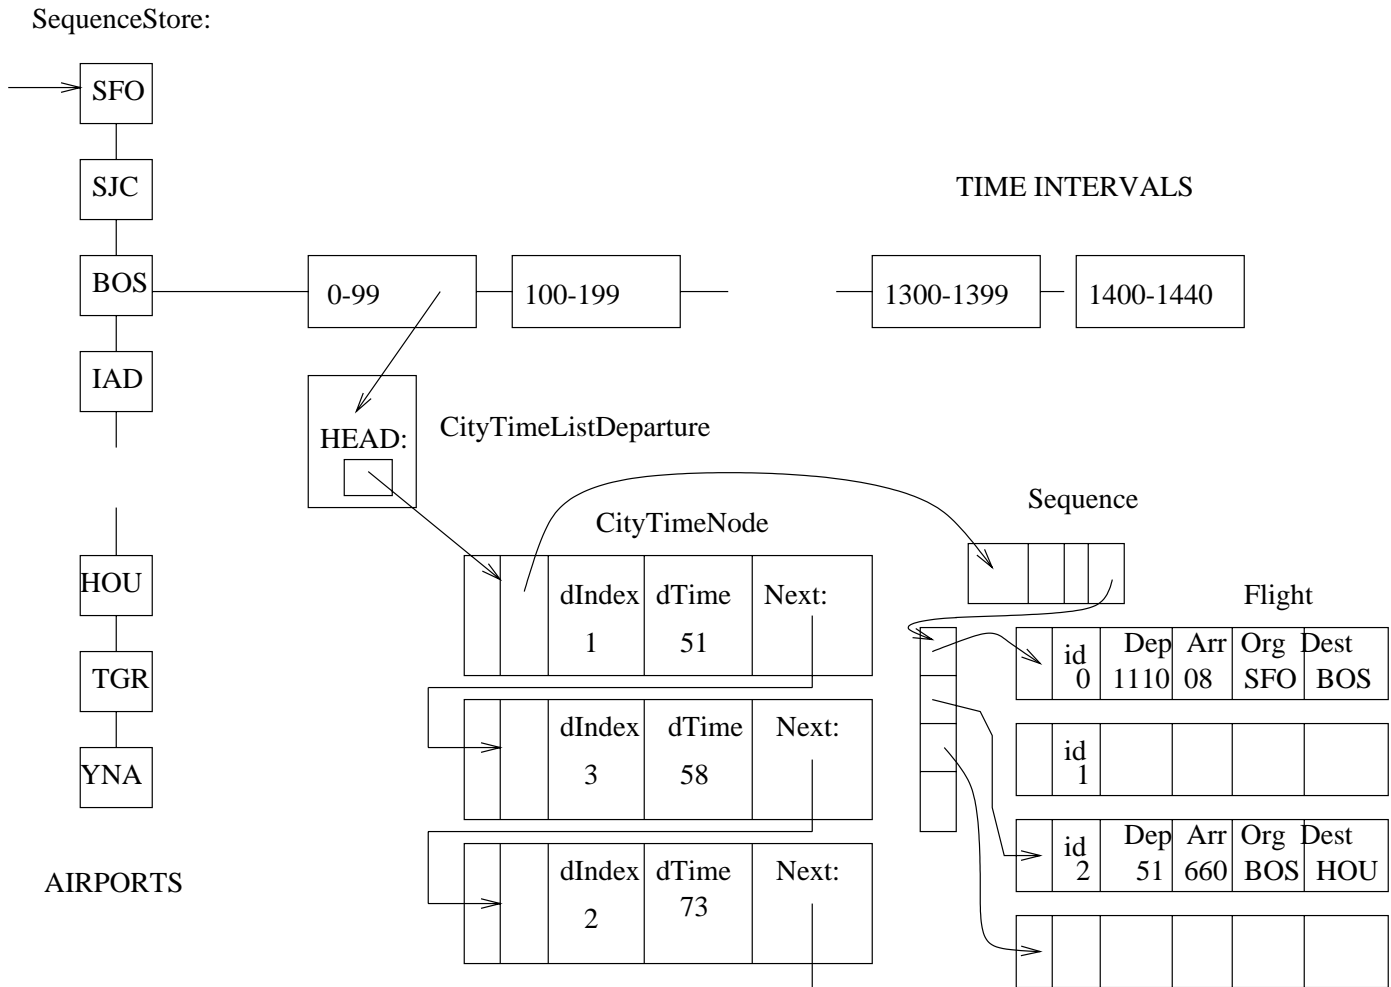 SequenceStore:
SFO
SJC
TIME INTERVALS
BOS
0-99
100-199
1300-1399
1400-1440
IAD
HEAD:
CityTimeListDeparture
CityTimeNode
Sequence
HOU
dIndex dTime Next:
1 51
Flight
TGR
id Dep Arr Org Dest
0 1110 08 SFO BOS
YNA
dIndex dTime Next:
3 58
id
1
AIRPORTS
dIndex dTime Next:
2 73
id Dep Arr Org Dest
2 51 660 BOS HOU